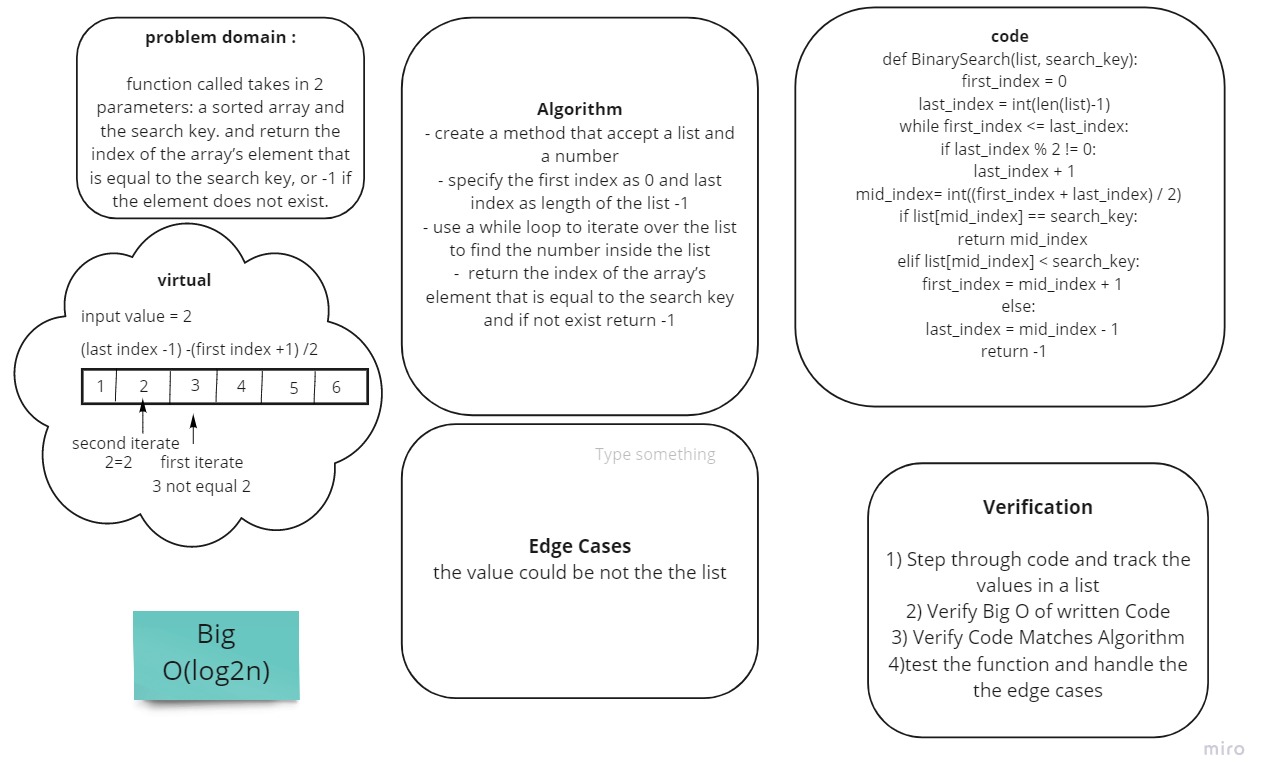 problem domain :
function called takes in 2
parameters: a sorted array and
the search key. and return the
index of the array's element that
is equal to the search key, or -1 if
the element does not exist.
virtual
input value = 2
(last index -1) -(first index +1) /2
1 2 3 4 5 6
second iterate
2=2
first iterate
3 not equal 2
Big
O(log2n)
Algorithm
- create a method that accept a list and
a number
- specify the first index as 0 and last
index as length of the list -1
- use a while loop to iterate over the list
to find the number inside the list
- return the index of the array's
element that is equal to the search key
and if not exist return -1
Type something
Edge Cases
the value could be not the the list
code
def BinarySearch(list, search_key):
first_index = 0
last_index = int(len(list)-1)
while first_index <= last_index:
if last_index % 2 != 0:
last_index + 1
mid_index= int((first_index + last_index) / 2)
if list[mid_index] == search_key:
return mid_index
elif list[mid_index] < search_key:
first_index = mid_index + 1
else:
last_index = mid_index - 1
return -1
Verification
1) Step through code and track the
values in a list
2) Verify Big O of written Code
3) Verify Code Matches Algorithm
4)test the function and handle the
the edge cases
miro